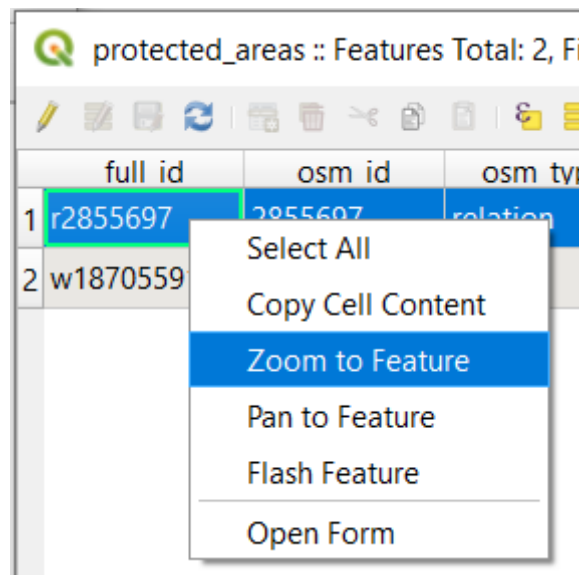 protected_areas :: Features Total: 2, Fi
full_id osm_id osm_typ
1 r2855697 2855697 relation
2 w1870559
Select All
Copy Cell Content
Zoom to Feature
Pan to Feature
Flash Feature
Open Form